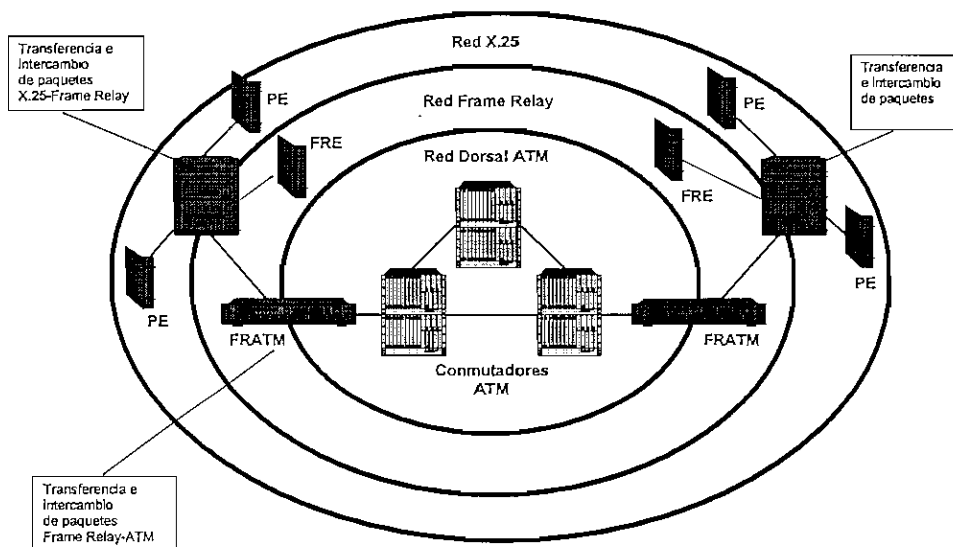 Red X.25
Transferencia e
Intercambio
de paquetes
X.25-Frame Relay
Transferencia
e Intercambio
de paquetes
PE
PE
Red Frame Relay
FRE
Red Dorsal ATM
FRE
PE
PE
FRATM
FRATM
Conmutadores
ATM
Transferencia e
intercambio
de paquetes
Frame Relay-ATM